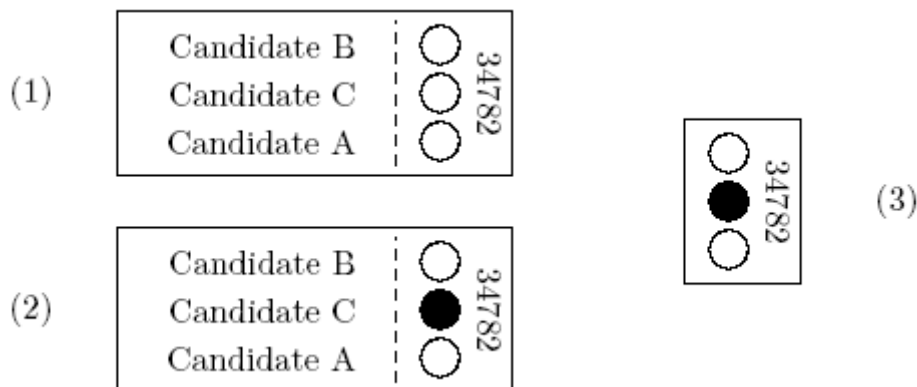 (1)
Candidate B
Candidate C
Candidate A
34782
(2)
Candidate B
Candidate C
Candidate A
34782
34782
(3)